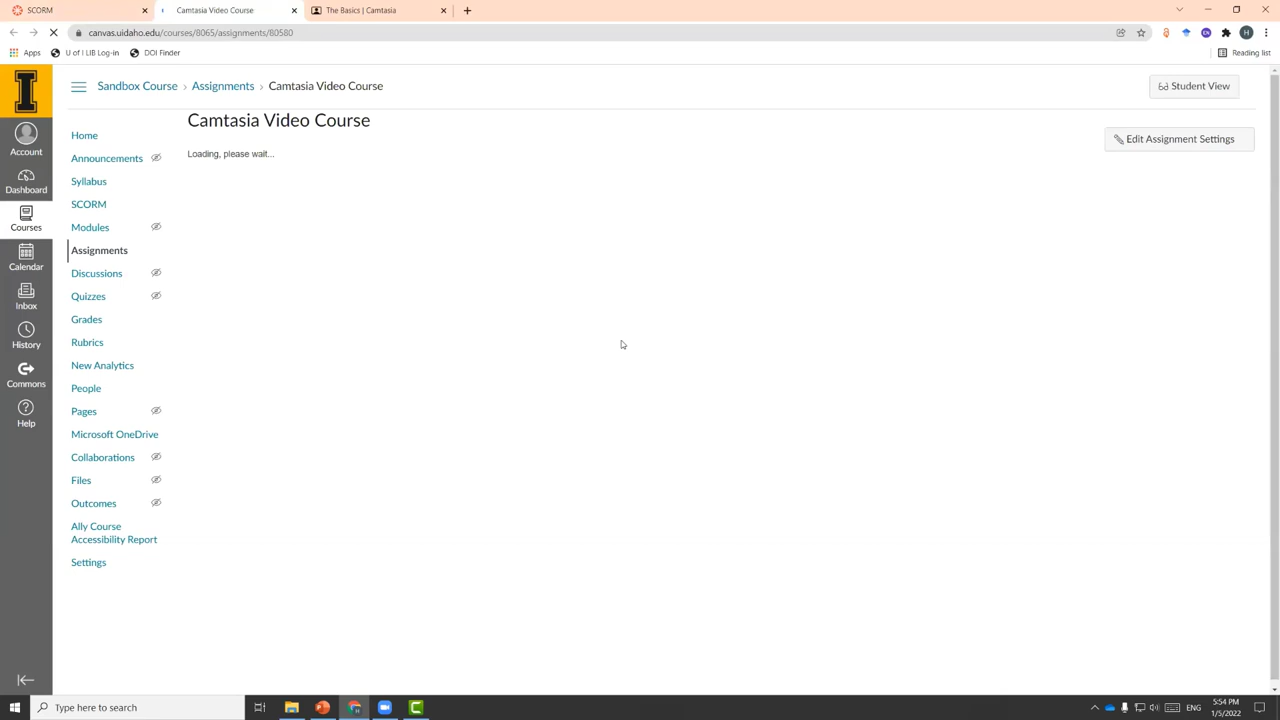 SCORM
Camtasia Video Course
The Basics | Camtasia
canvas.uidaho.edu/courses/8065/assignments/80580
Apps
U of I LIB Log-in
DOI Finder
Reading list
Sandbox Course › Assignments › Camtasia Video Course
Student View
Camtasia Video Course
Edit Assignment Settings
Loading, please wait...
Account
Dashboard
Courses
Calendar
Inbox
History
Commons
Help
Home
Announcements
Syllabus
SCORM
Modules
Assignments
Discussions
Quizzes
Grades
Rubrics
New Analytics
People
Pages
Microsoft OneDrive
Collaborations
Files
Outcomes
Ally Course
Accessibility Report
Settings
Type here to search
ENG
5:54 PM
1/5/2022